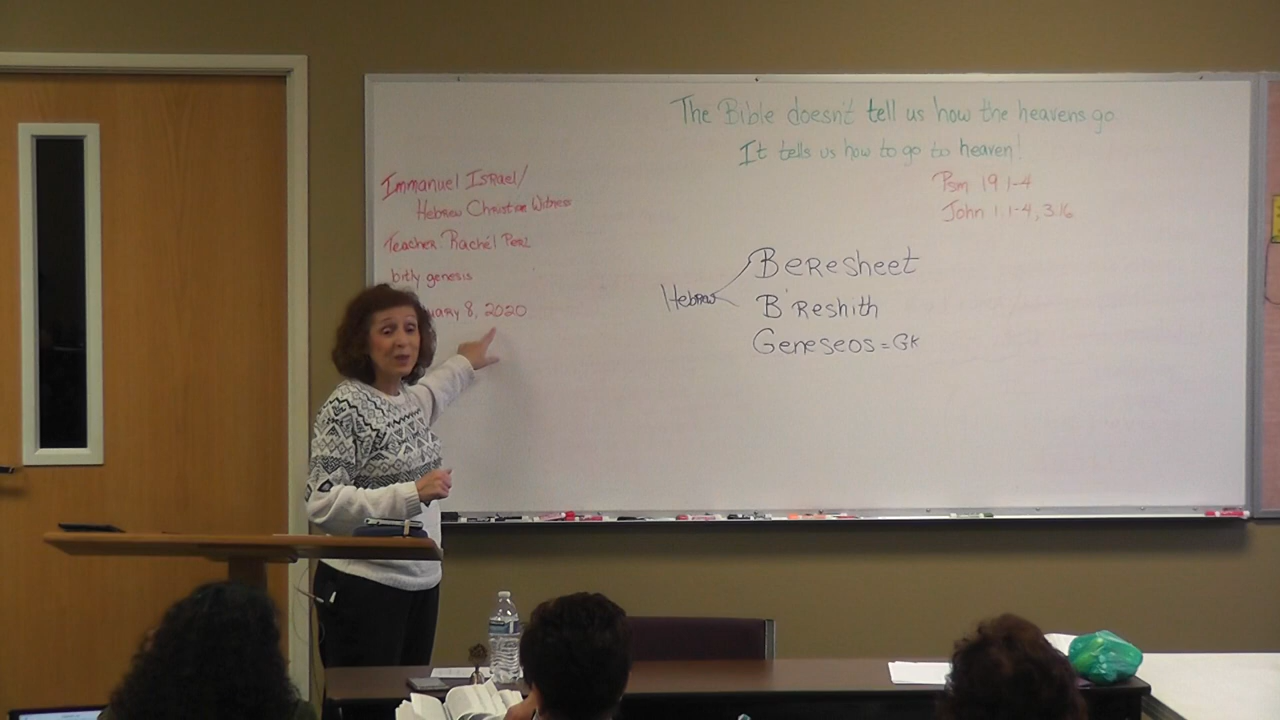 The Bible doesn't tell us how the heavens go.
It tells us how to go to heaven!
Psm 19 1-4
John 1.1-4, 3.16
Immanuel Israel/
Hebrew Christian Witness
Teacher: Rachél Perl
bitly genesis
uary 8, 2020
Beresheet
Hebrew
B'Reshith
Geneseos = GK